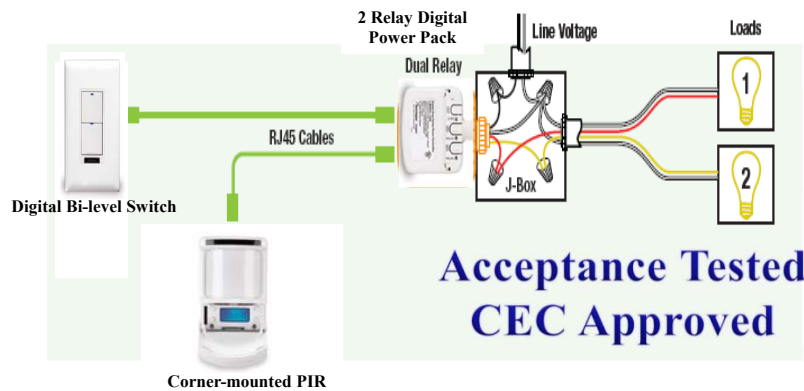 2 Relay Digital
Power Pack
Line Voltage
Loads
Dual Relay
1
RJ45 Cables
J-Box
2
Digital Bi-level Switch
Acceptance Tested
CEC Approved
Corner-mounted PIR